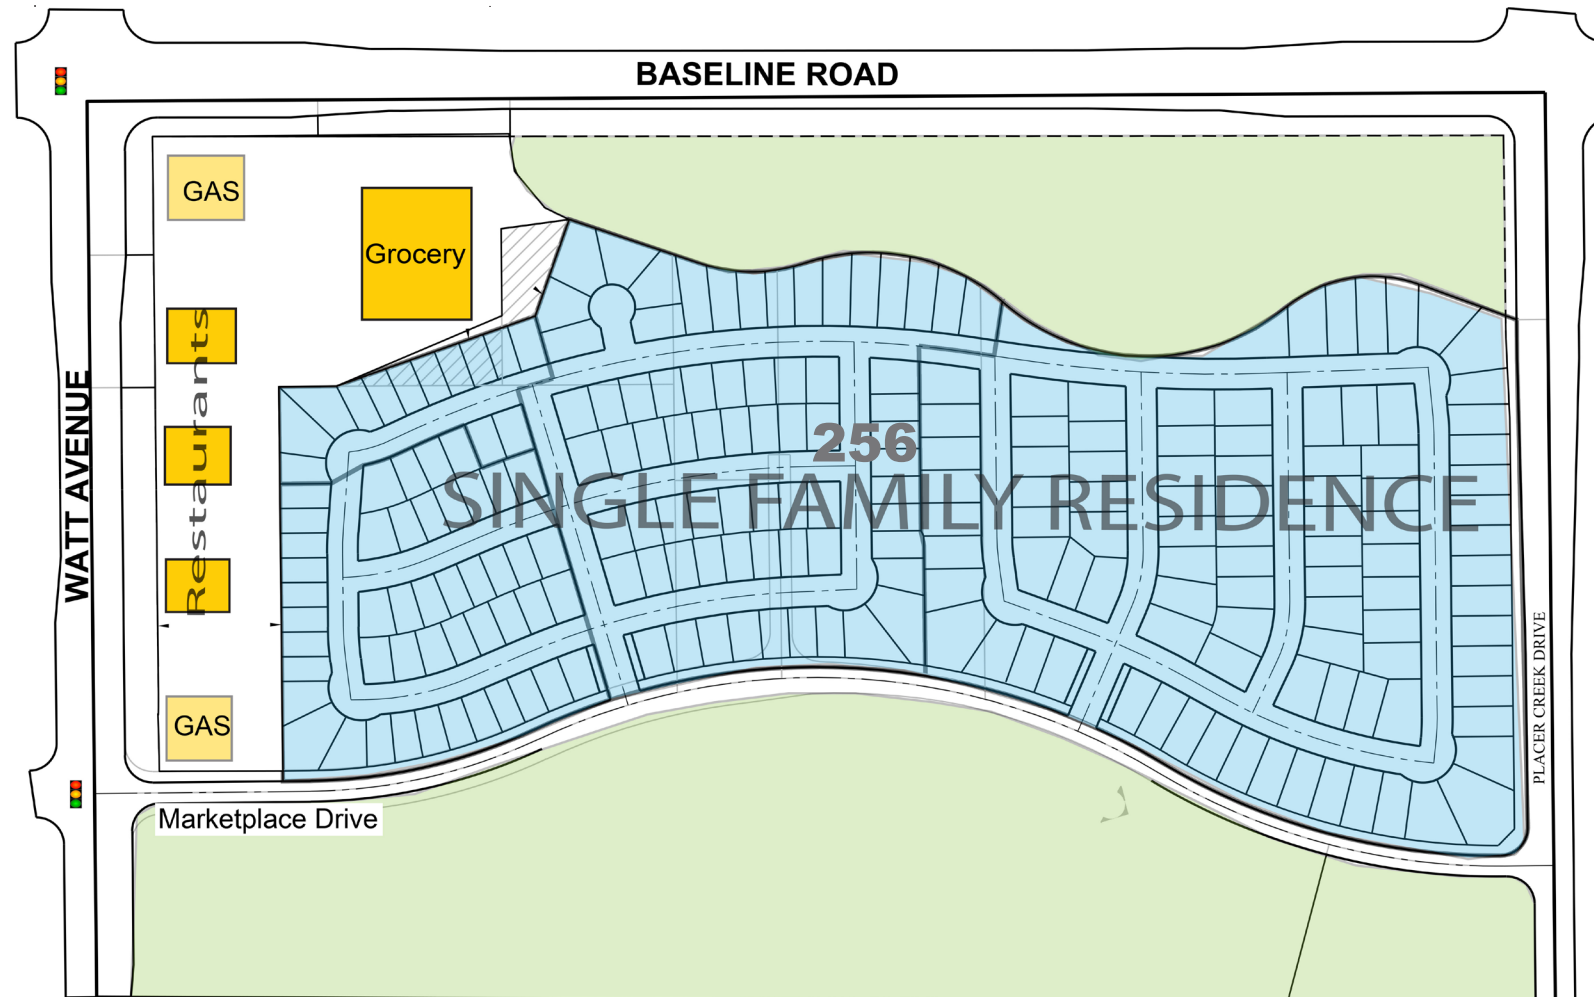 BASELINE ROAD
GAS
Grocery
Restaurants
WATT AVENUE
256
SINGLE FAMILY RESIDENCE
GAS
PLACER CREEK DRIVE
Marketplace Drive